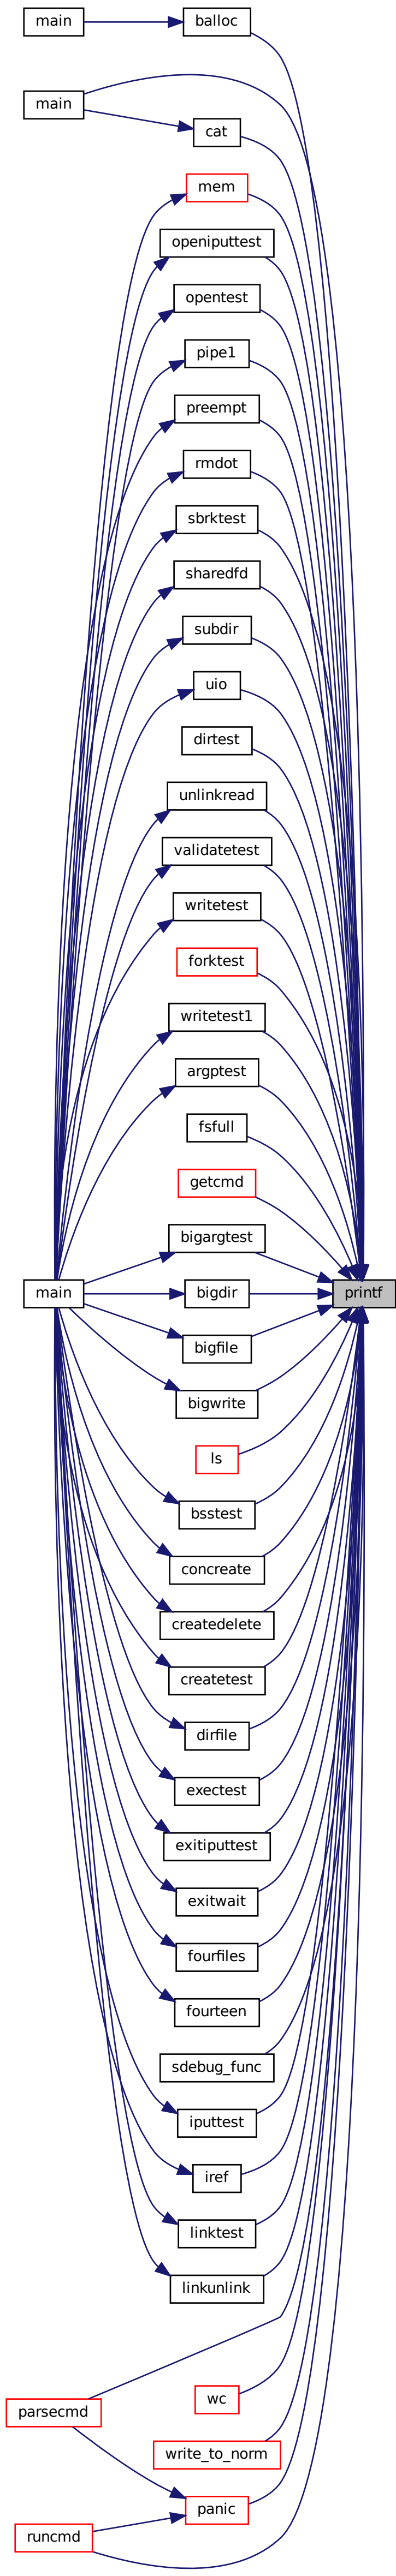 main
balloc
main
cat
mem
openiputtest
opentest
pipe1
preempt
rmdot
sbrktest
sharedfd
subdir
uio
dirtest
unlinkread
validatetest
writetest
forktest
writetest1
argptest
fsfull
getcmd
bigargtest
main
bigdir
printf
bigfile
bigwrite
ls
bsstest
concreate
createdelete
createtest
dirfile
exectest
exitiputtest
exitwait
fourfiles
fourteen
sdebug_func
iputtest
iref
linktest
linkunlink
parsecmd
wc
write_to_norm
panic
runcmd